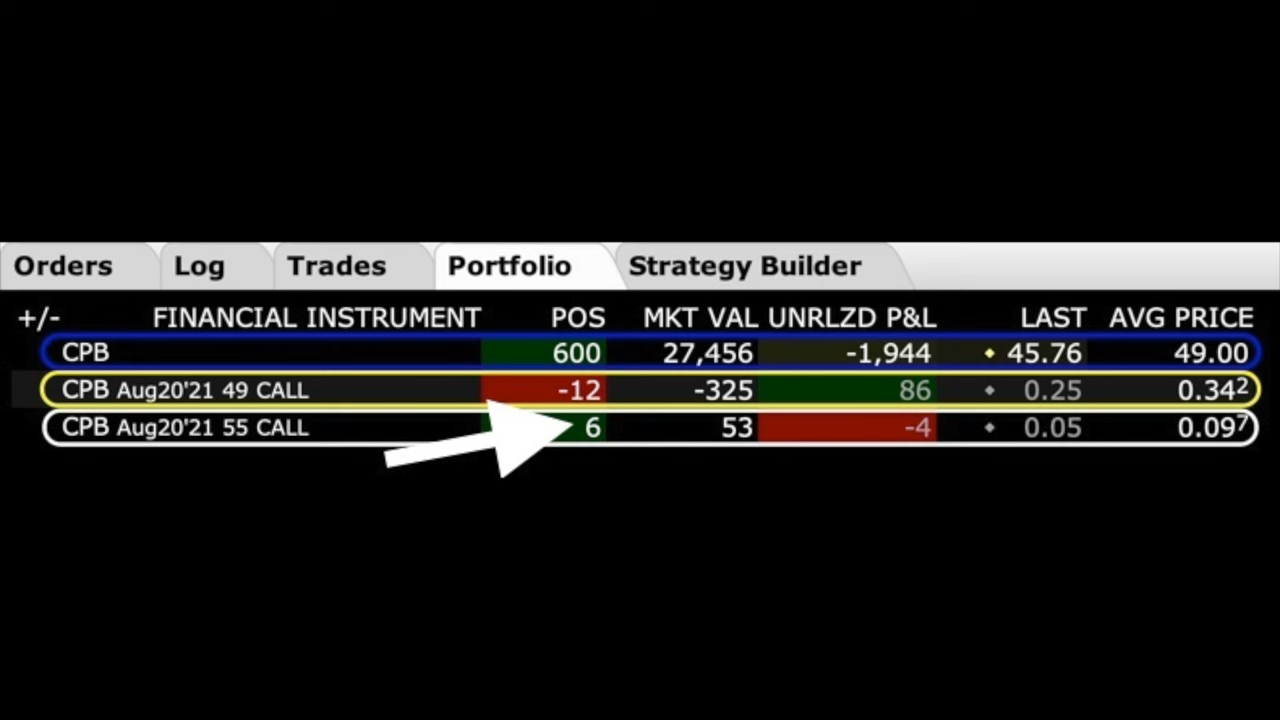 Orders Log Trades Portfolio Strategy Builder
+/- FINANCIAL INSTRUMENT POS MKT VAL UNRLZD P&L LAST AVG PRICE
CPB 600 27,456 -1,944 45.76 49.00
CPB Aug20'21 49 CALL -12 -325 86 0.25 0.34²
CPB Aug20'21 55 CALL 6 53 -4 0.05 0.09⁷